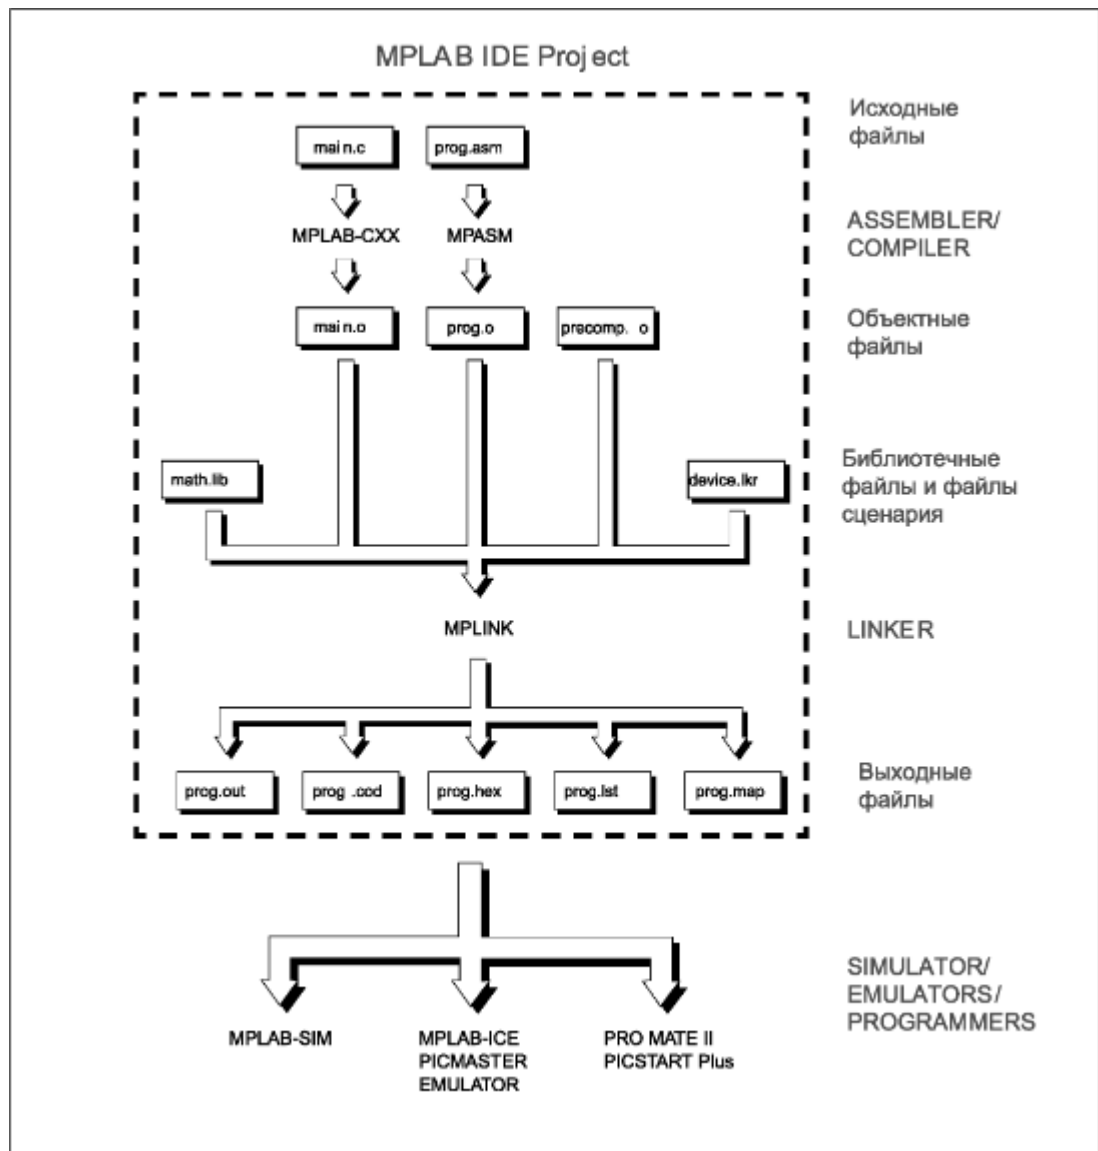 MPLAB IDE Project
Исходные
файлы
main.c
prog.asm
ASSEMBLER/
COMPILER
MPLAB-CXX
MPASM
Объектные
файлы
main.o
prog.o
precomp. o
Библиотечные
файлы и файлы
сценария
math.lib
device.lkr
MPLINK
LINKER
Выходные
файлы
prog.out
prog .cod
prog.hex
prog.lst
prog.map
SIMULATOR/
EMULATORS/
PROGRAMMERS
MPLAB-SIM
MPLAB-ICE
PICMASTER
EMULATOR
PRO MATE II
PICSTART Plus